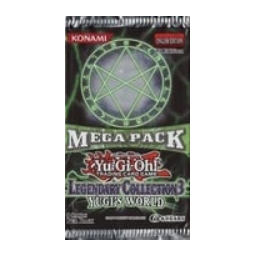 KONAMI
MEGA PACK
Yu-Gi-Oh!
TRADING CARD GAME
LEGENDARY COLLECTION 3
YUGI'S WORLD